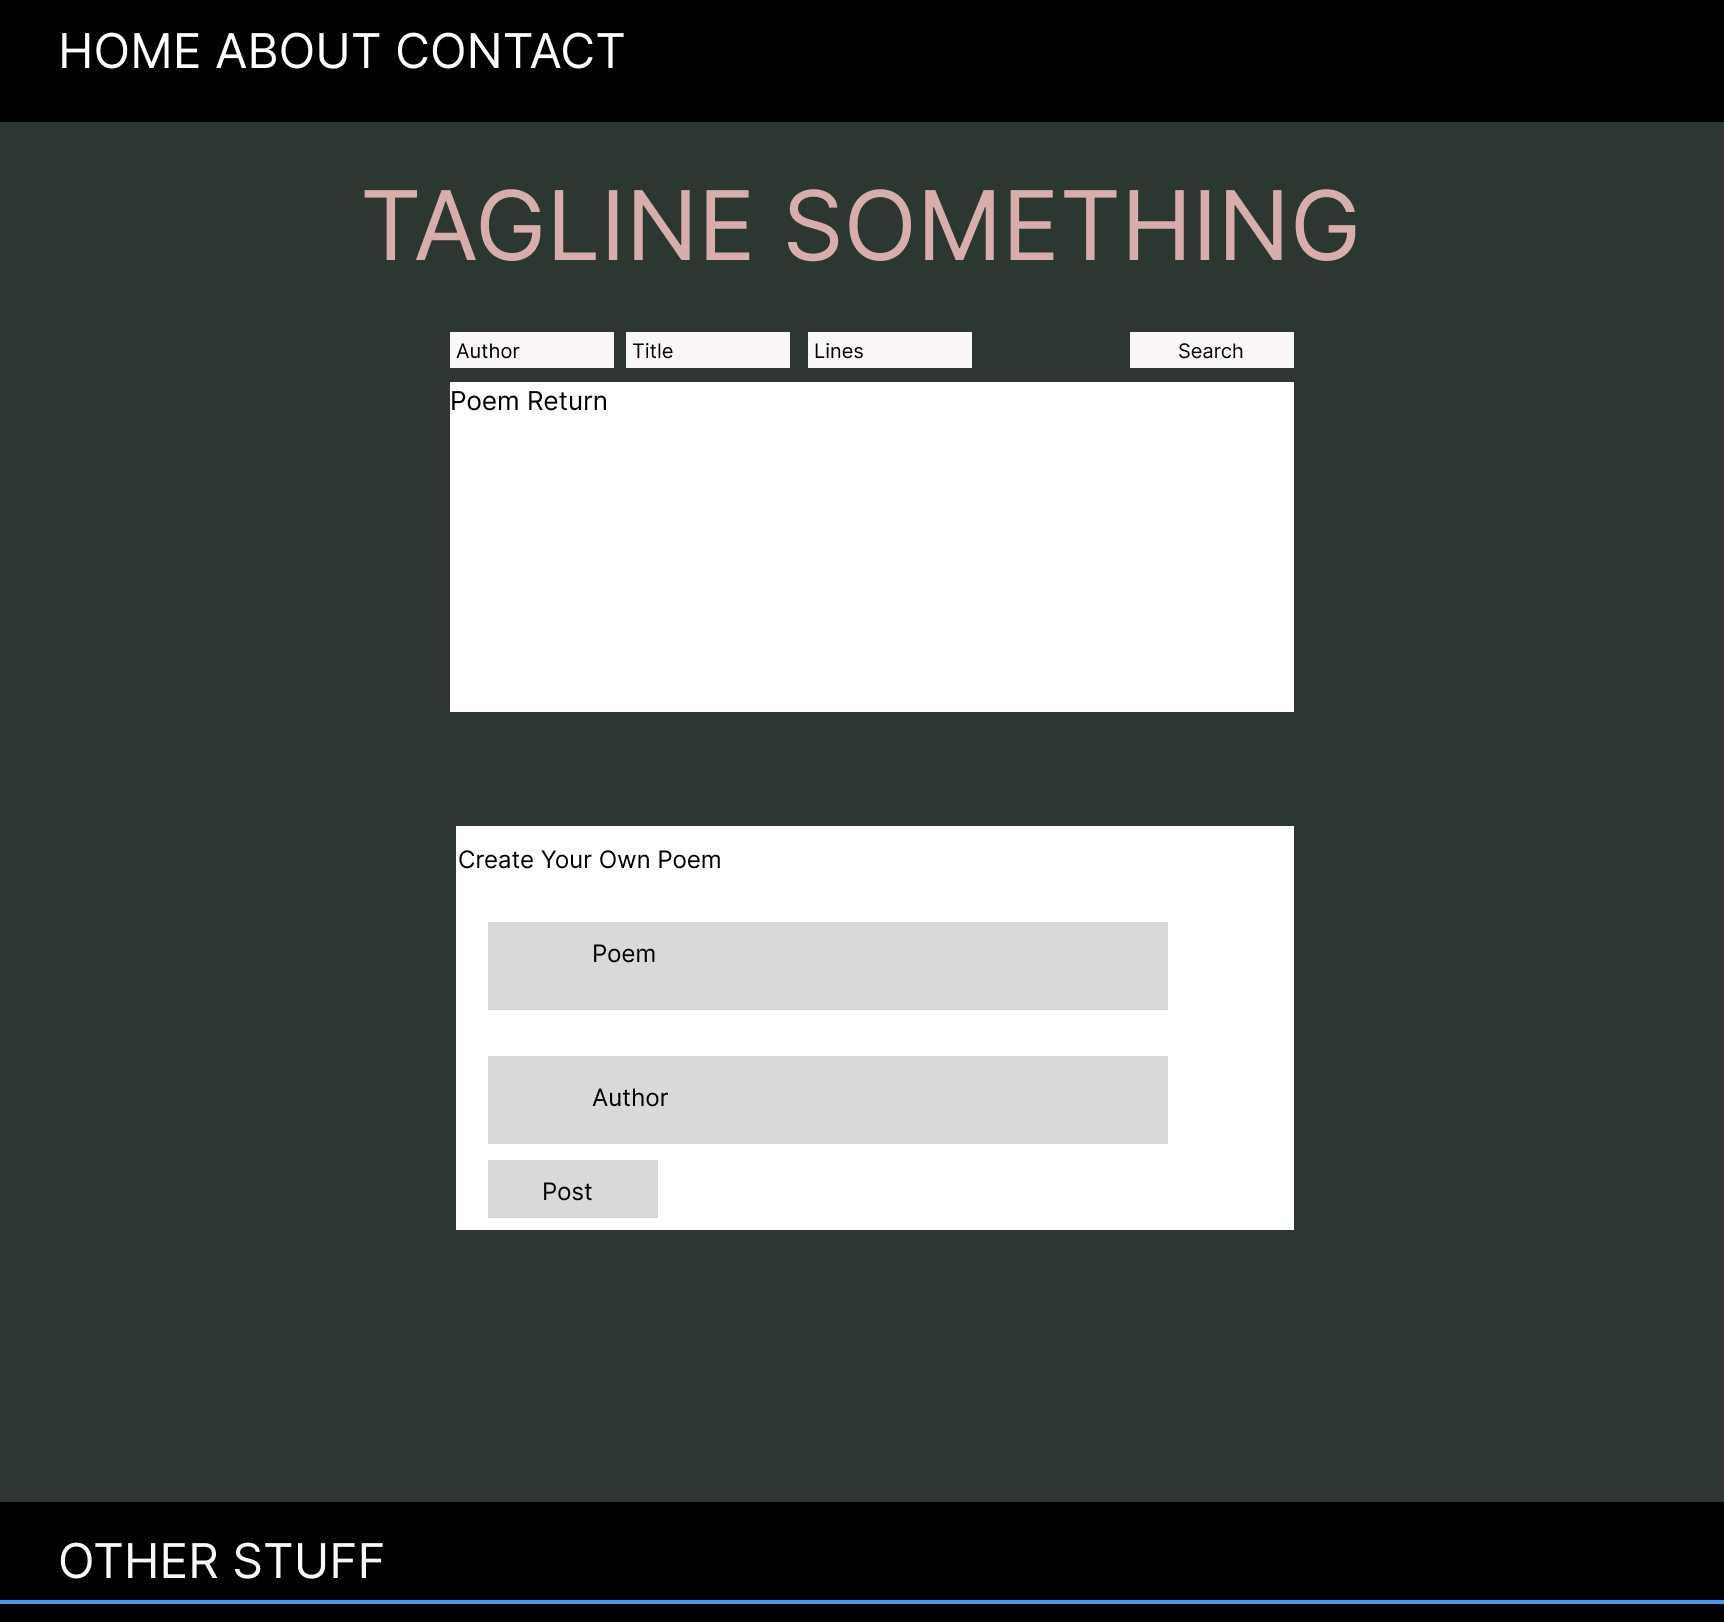 HOME ABOUT CONTACT
TAGLINE SOMETHING
Author Title Lines Search
Poem Return
Create Your Own Poem
Poem
Author
Post
OTHER STUFF